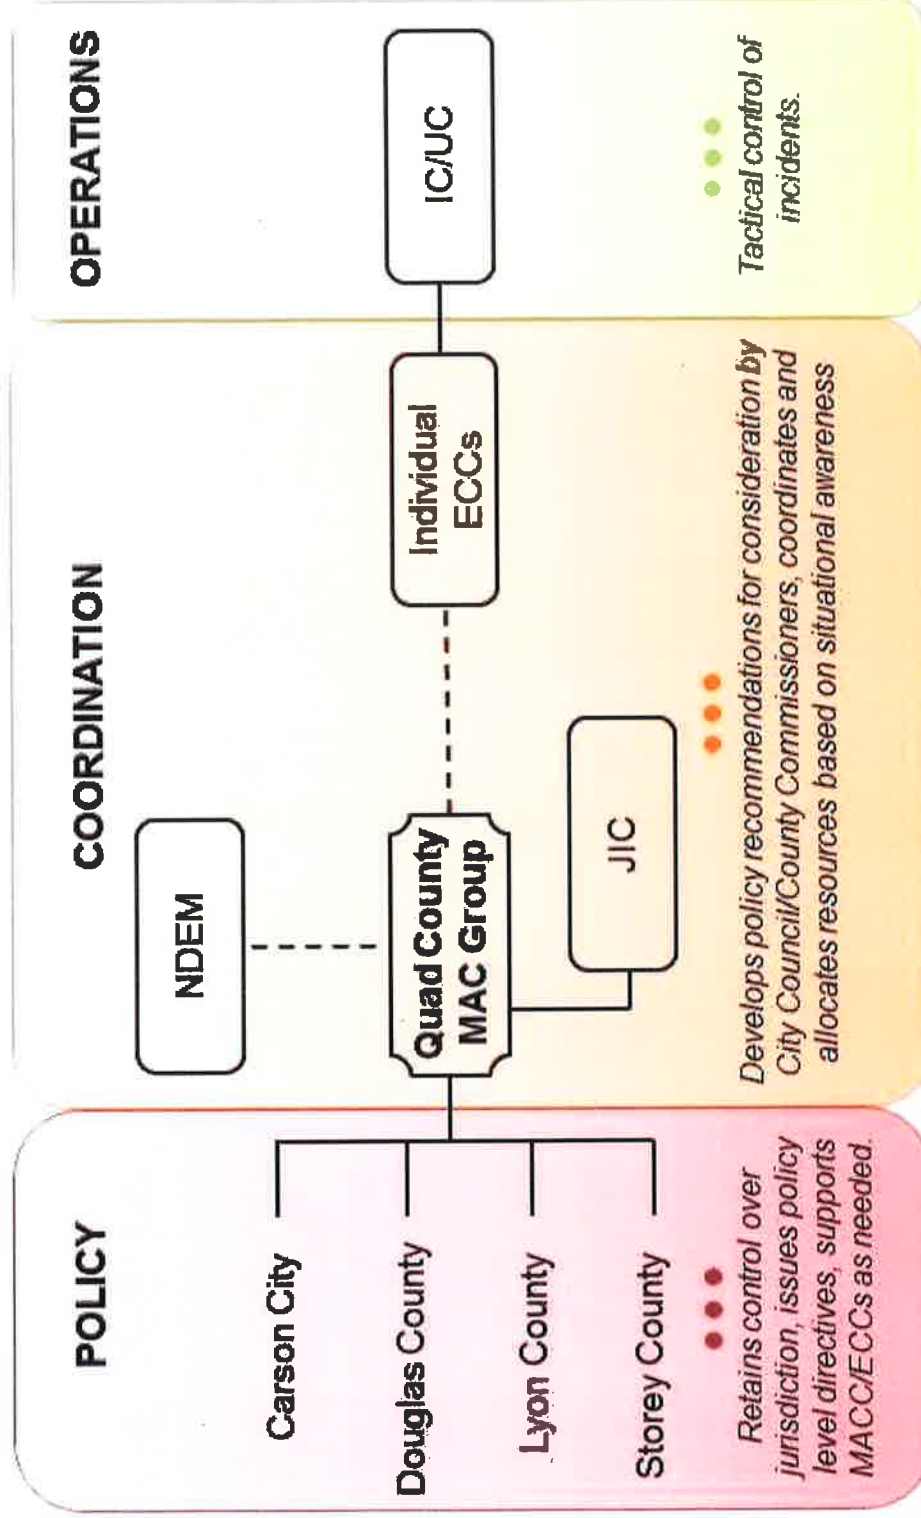 POLICY
Carson City
Douglas County
Lyon County
Storey County
Retains control over
jurisdiction, issues policy
level directives, supports
MACC/ECCs as needed.
COORDINATION
NDEM
Quad County
MAC Group
JIC
Individual
ECCs
Develops policy recommendations for consideration by
City Council/County Commissioners, coordinates and
allocates resources based on situational awareness
OPERATIONS
IC/UC
Tactical control of
incidents.